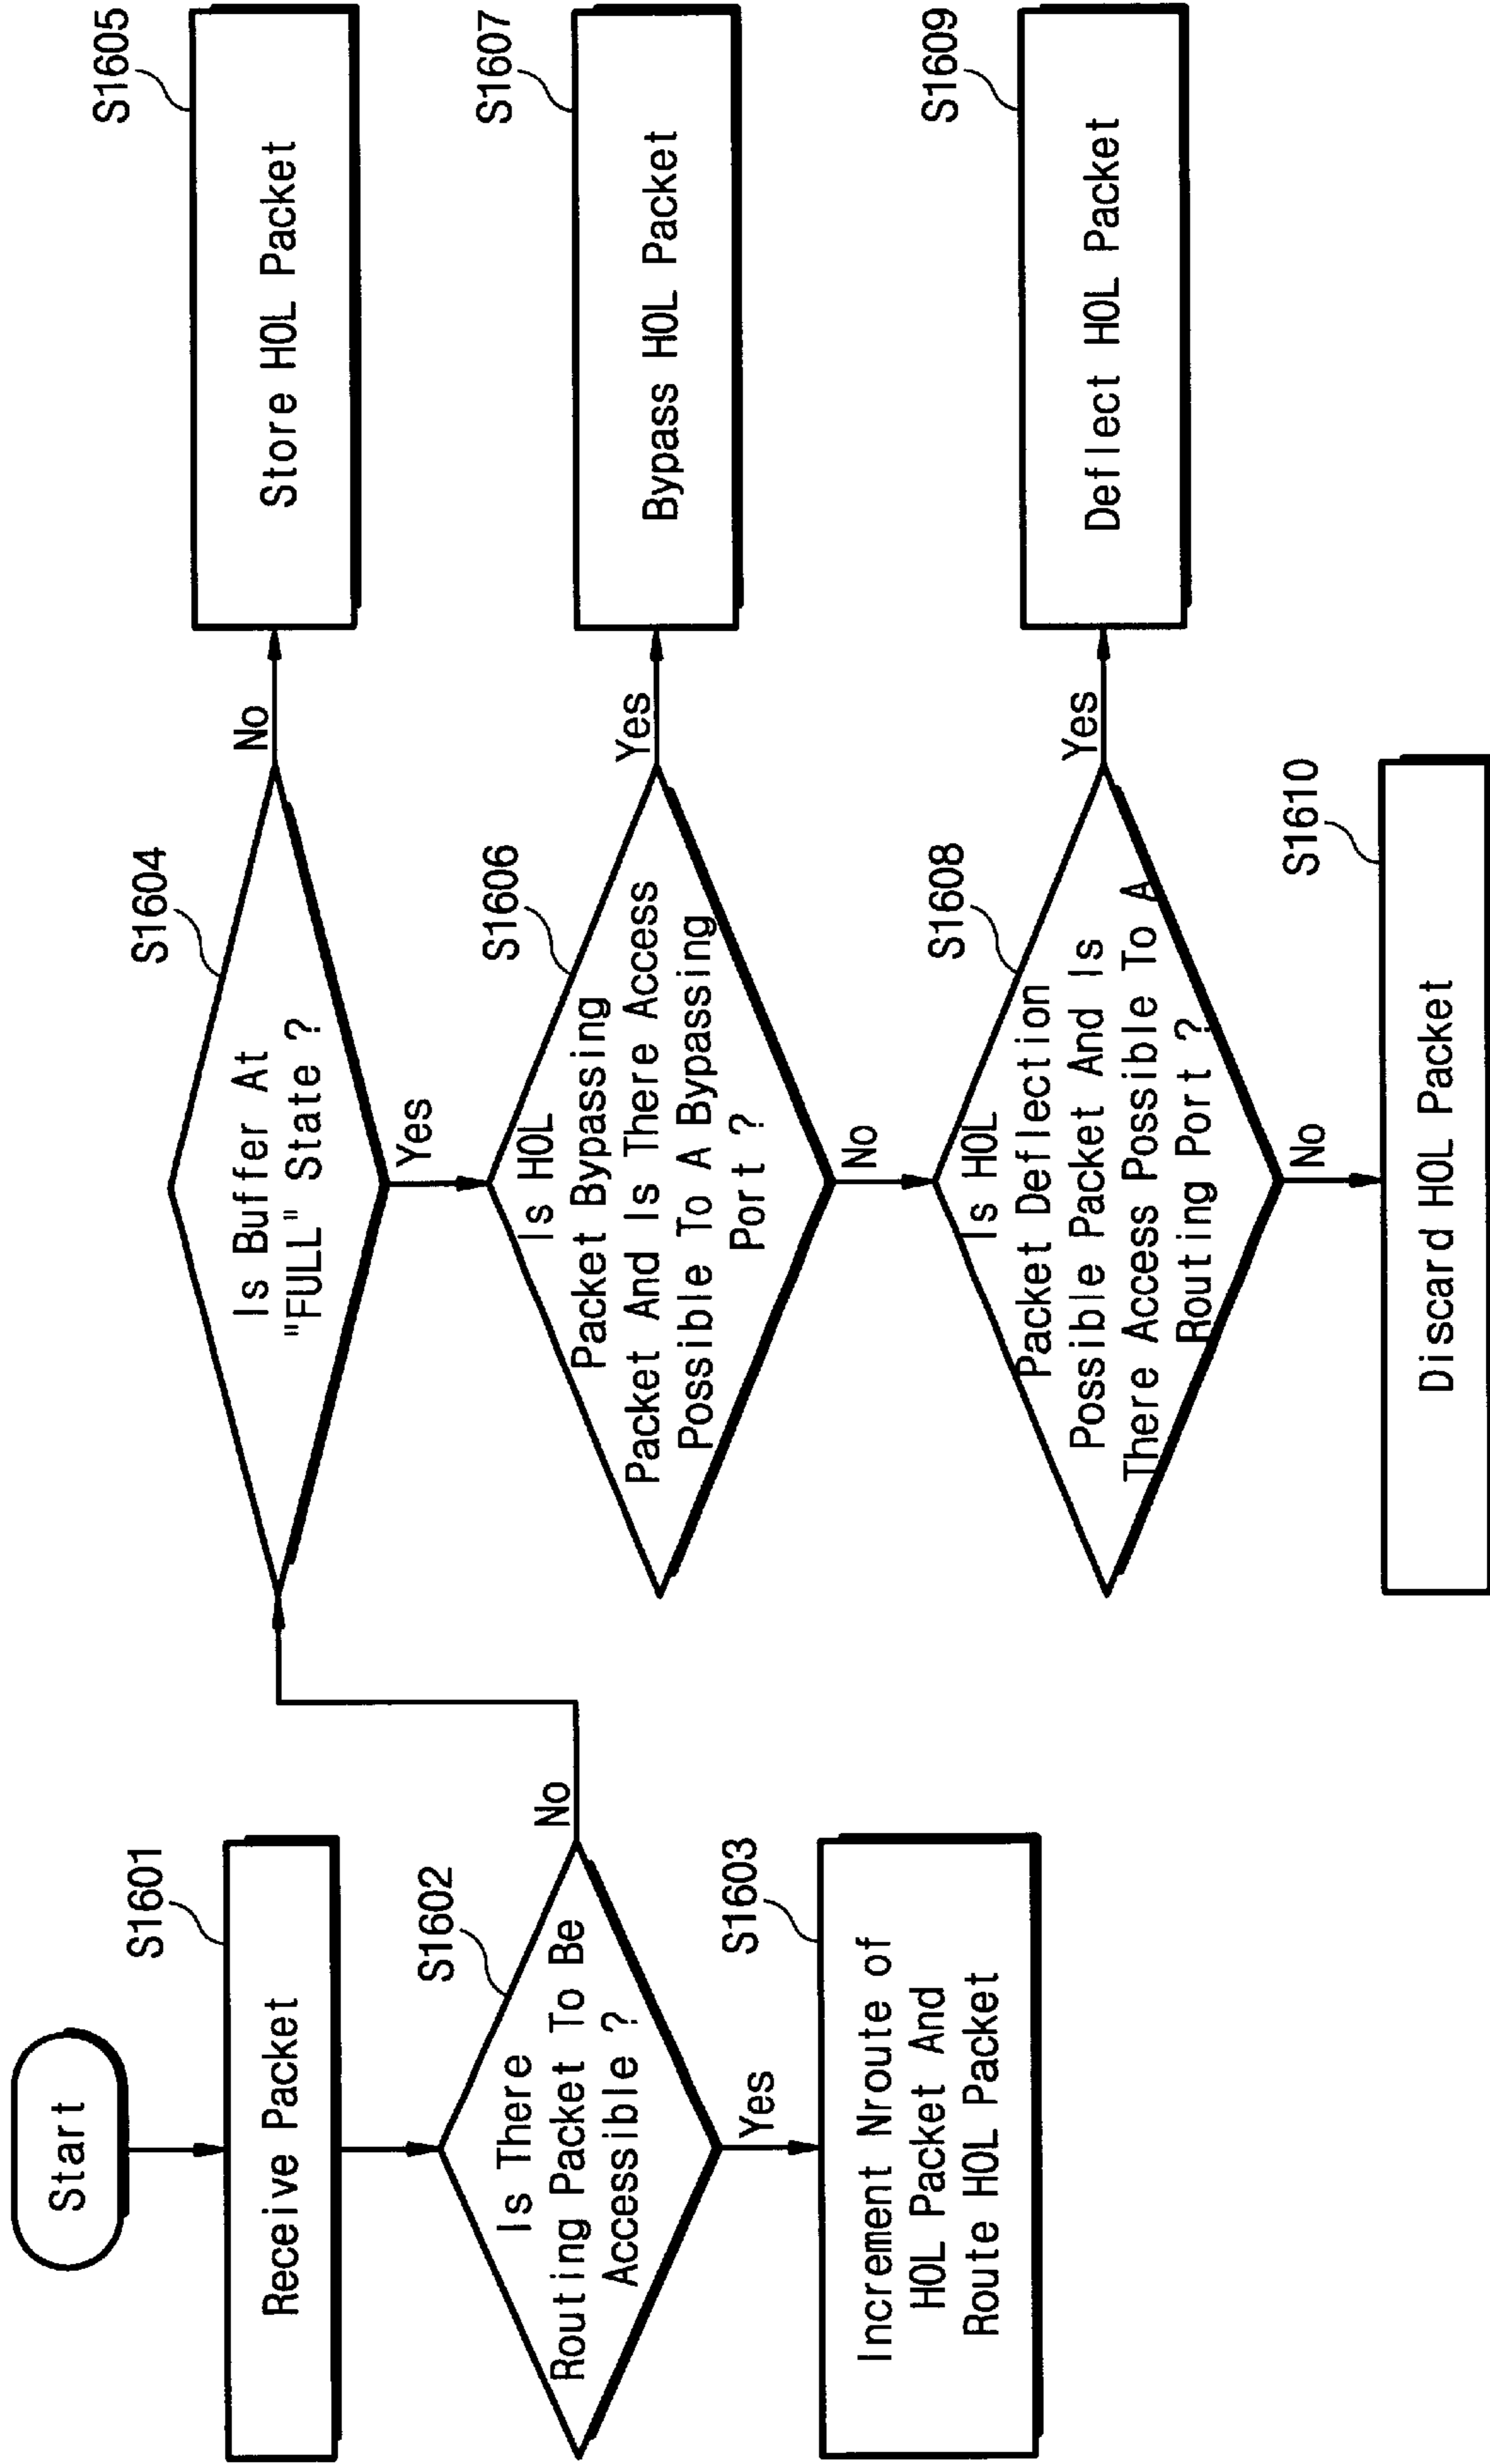 Start
S1601
Receive Packet
S1602
Is There
Routing Packet To Be
Accessible ?
No
Yes
S1603
Increment Nroute of
HOL Packet And
Route HOL Packet
S1604
Is Buffer At
"FULL" State ?
No
Yes
S1605
Store HOL Packet
S1606
Is HOL
Packet Bypassing
Packet And Is There Access
Possible To A Bypassing
Port ?
Yes
No
S1607
Bypass HOL Packet
S1608
Is HOL
Packet Deflection
Possible Packet And Is
There Access Possible To A
Routing Port ?
Yes
No
S1609
Deflect HOL Packet
S1610
Discard HOL Packet